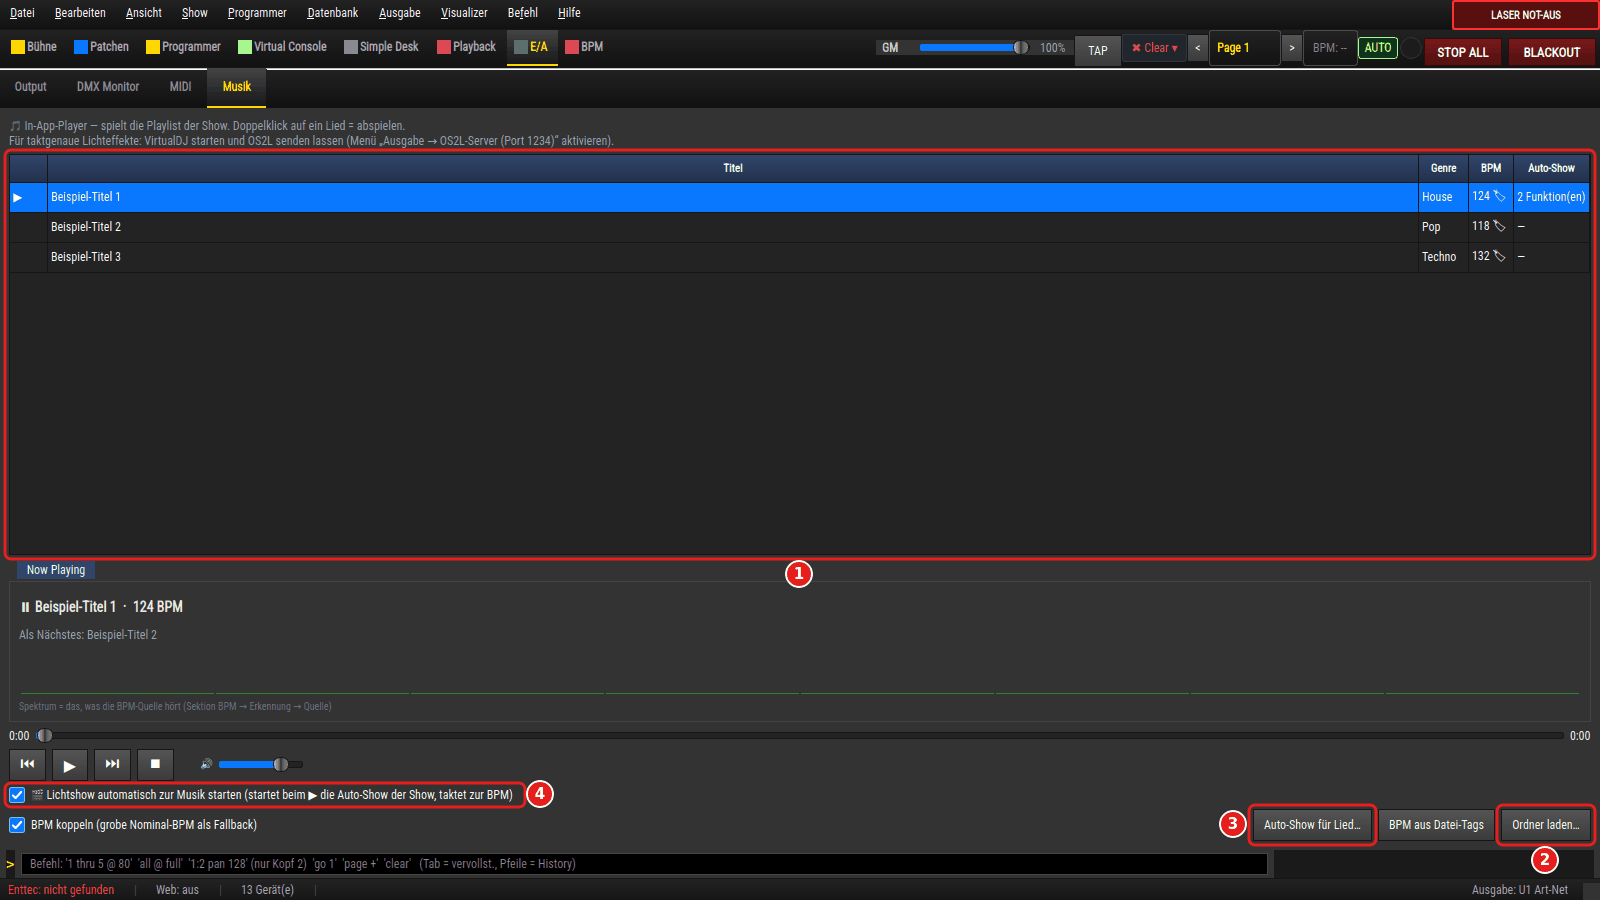 Datei Bearbeiten Ansicht Show Programmer Datenbank Ausgabe Visualizer Befehl Hilfe
LASER NOT-AUS
Bühne Patchen Programmer Virtual Console Simple Desk Playback E/A BPM
GM 100% TAP ✖ Clear ▾ < Page 1 > BPM: -- AUTO STOP ALL BLACKOUT
Output DMX Monitor MIDI Musik
🎵 In-App-Player — spielt die Playlist der Show. Doppelklick auf ein Lied = abspielen.
Für taktgenaue Lichteffekte: VirtualDJ starten und OS2L senden lassen (Menü „Ausgabe → OS2L-Server (Port 1234)“ aktivieren).
Titel Genre BPM Auto-Show
▶ Beispiel-Titel 1 House 124 🏷 2 Funktion(en)
Beispiel-Titel 2 Pop 118 🏷 —
Beispiel-Titel 3 Techno 132 🏷 —
1
Now Playing
⏸ Beispiel-Titel 1 · 124 BPM
Als Nächstes: Beispiel-Titel 2
Spektrum = das, was die BPM-Quelle hört (Sektion BPM → Erkennung → Quelle)
0:00 0:00
🎬 Lichtshow automatisch zur Musik starten (startet beim ▶ die Auto-Show der Show, taktet zur BPM) 4
BPM koppeln (grobe Nominal-BPM als Fallback)
3 Auto-Show für Lied… BPM aus Datei-Tags Ordner laden…
2
> Befehl: '1 thru 5 @ 80' 'all @ full' '1:2 pan 128' (nur Kopf 2) 'go 1' 'page +' 'clear' (Tab = vervollst., Pfeile = History)
Enttec: nicht gefunden | Web: aus | 13 Gerät(e) | Ausgabe: U1 Art-Net